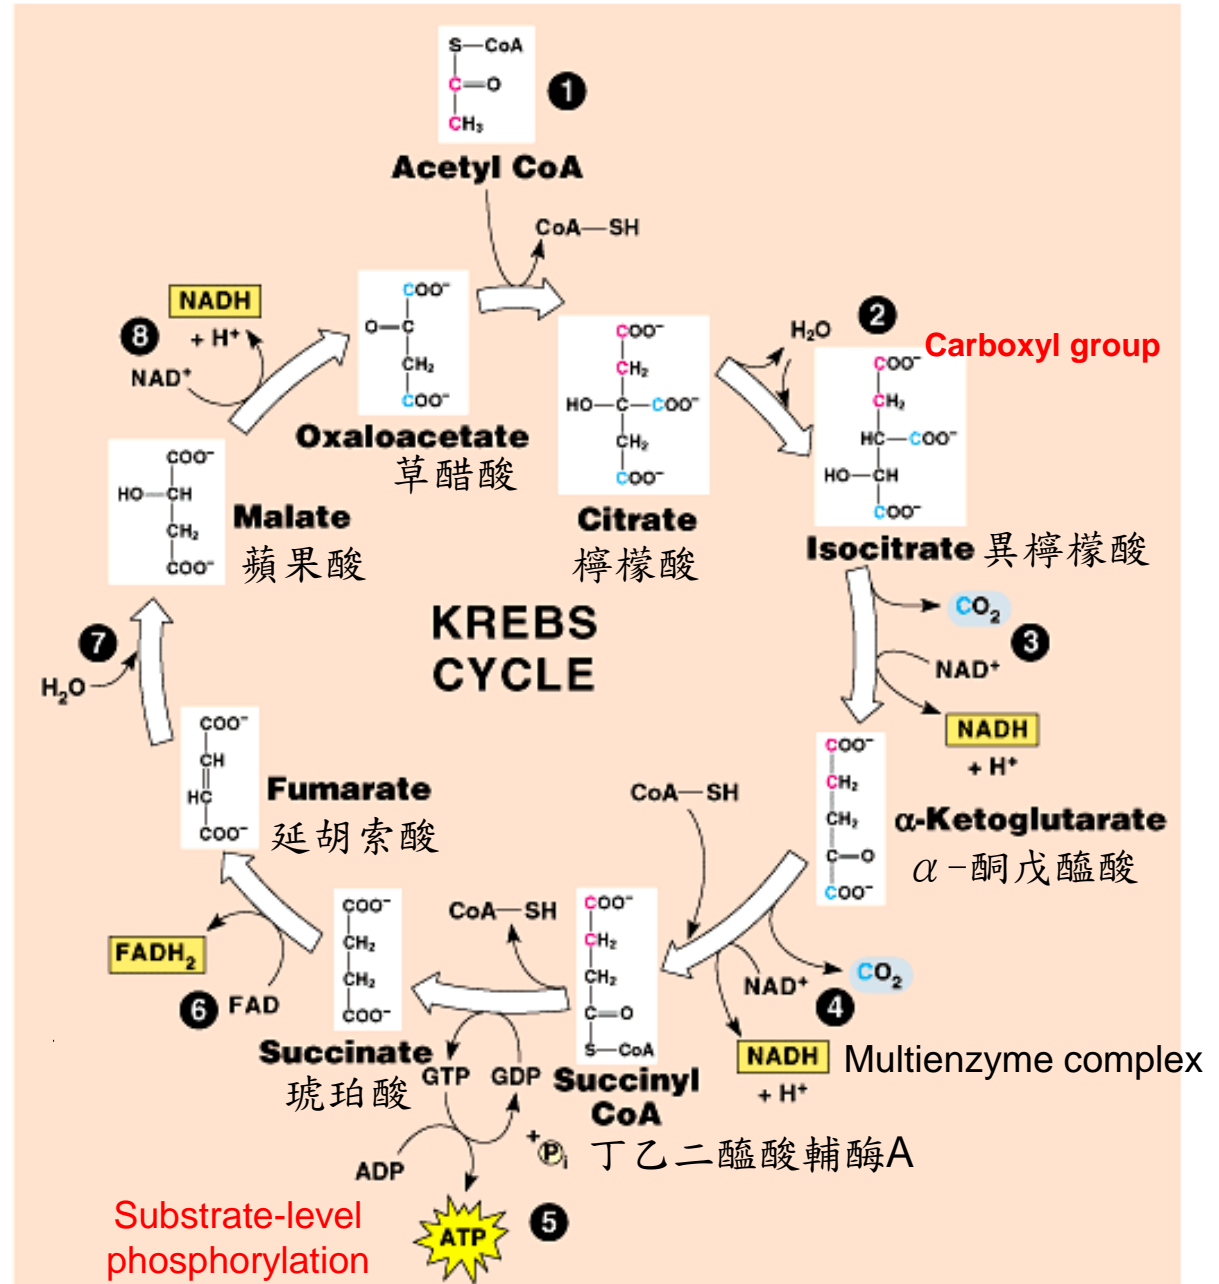 S—CoA
C=O
CH₃
1
Acetyl CoA
CoA—SH
NADH
+ H⁺
8
NAD⁺
COO⁻
O—C
CH₂
COO⁻
Oxaloacetate
草醋酸
COO⁻
CH₂
HO—C—COO⁻
CH₂
COO⁻
Citrate
檸檬酸
H₂O
2
Carboxyl group
COO⁻
CH₂
HC—COO⁻
HO—CH
COO⁻
Isocitrate 異檸檬酸
CO₂
3
NAD⁺
NADH
+ H⁺
COO⁻
CH₂
CH₂
C—O
COO⁻
α-Ketoglutarate
α-酮戊醯酸
CoA—SH
NAD⁺
4
CO₂
NADH
+ H⁺
Multienzyme complex
COO⁻
CH₂
CH₂
C=O
S—CoA
Succinyl
CoA
丁乙二醯酸輔酶A
CoA—SH
GTP
GDP
+ Pᵢ
ADP
ATP
5
Substrate-level
phosphorylation
COO⁻
CH₂
CH₂
COO⁻
Succinate
琥珀酸
FADH₂
6
FAD
COO⁻
CH
HC
COO⁻
Fumarate
延胡索酸
7
H₂O
COO⁻
HO—CH
CH₂
COO⁻
Malate
蘋果酸
KREBS
CYCLE